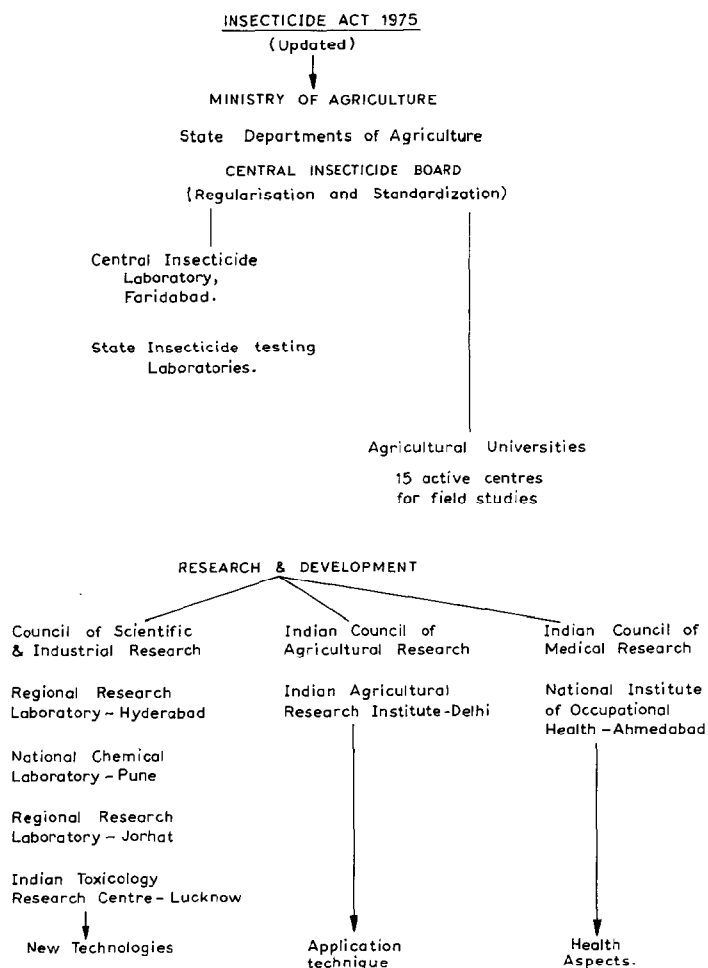 INSECTICIDE ACT 1975
(Updated)
MINISTRY OF AGRICULTURE
State Departments of Agriculture
CENTRAL INSECTICIDE BOARD
(Regularisation and Standardization)
Central Insecticide
Laboratory,
Faridabad.
State Insecticide testing
Laboratories.
Agricultural Universities
15 active centres
for field studies
RESEARCH & DEVELOPMENT
Council of Scientific
& Industrial Research
Regional Research
Laboratory - Hyderabad
National Chemical
Laboratory - Pune
Regional Research
Laboratory - Jorhat
Indian Toxicology
Research Centre - Lucknow
New Technologies
Indian Council of
Agricultural Research
Indian Agricultural
Research Institute-Delhi
Application
technique
Indian Council of
Medical Research
National Institute
of Occupational
Health - Ahmedabad
Health
Aspects.